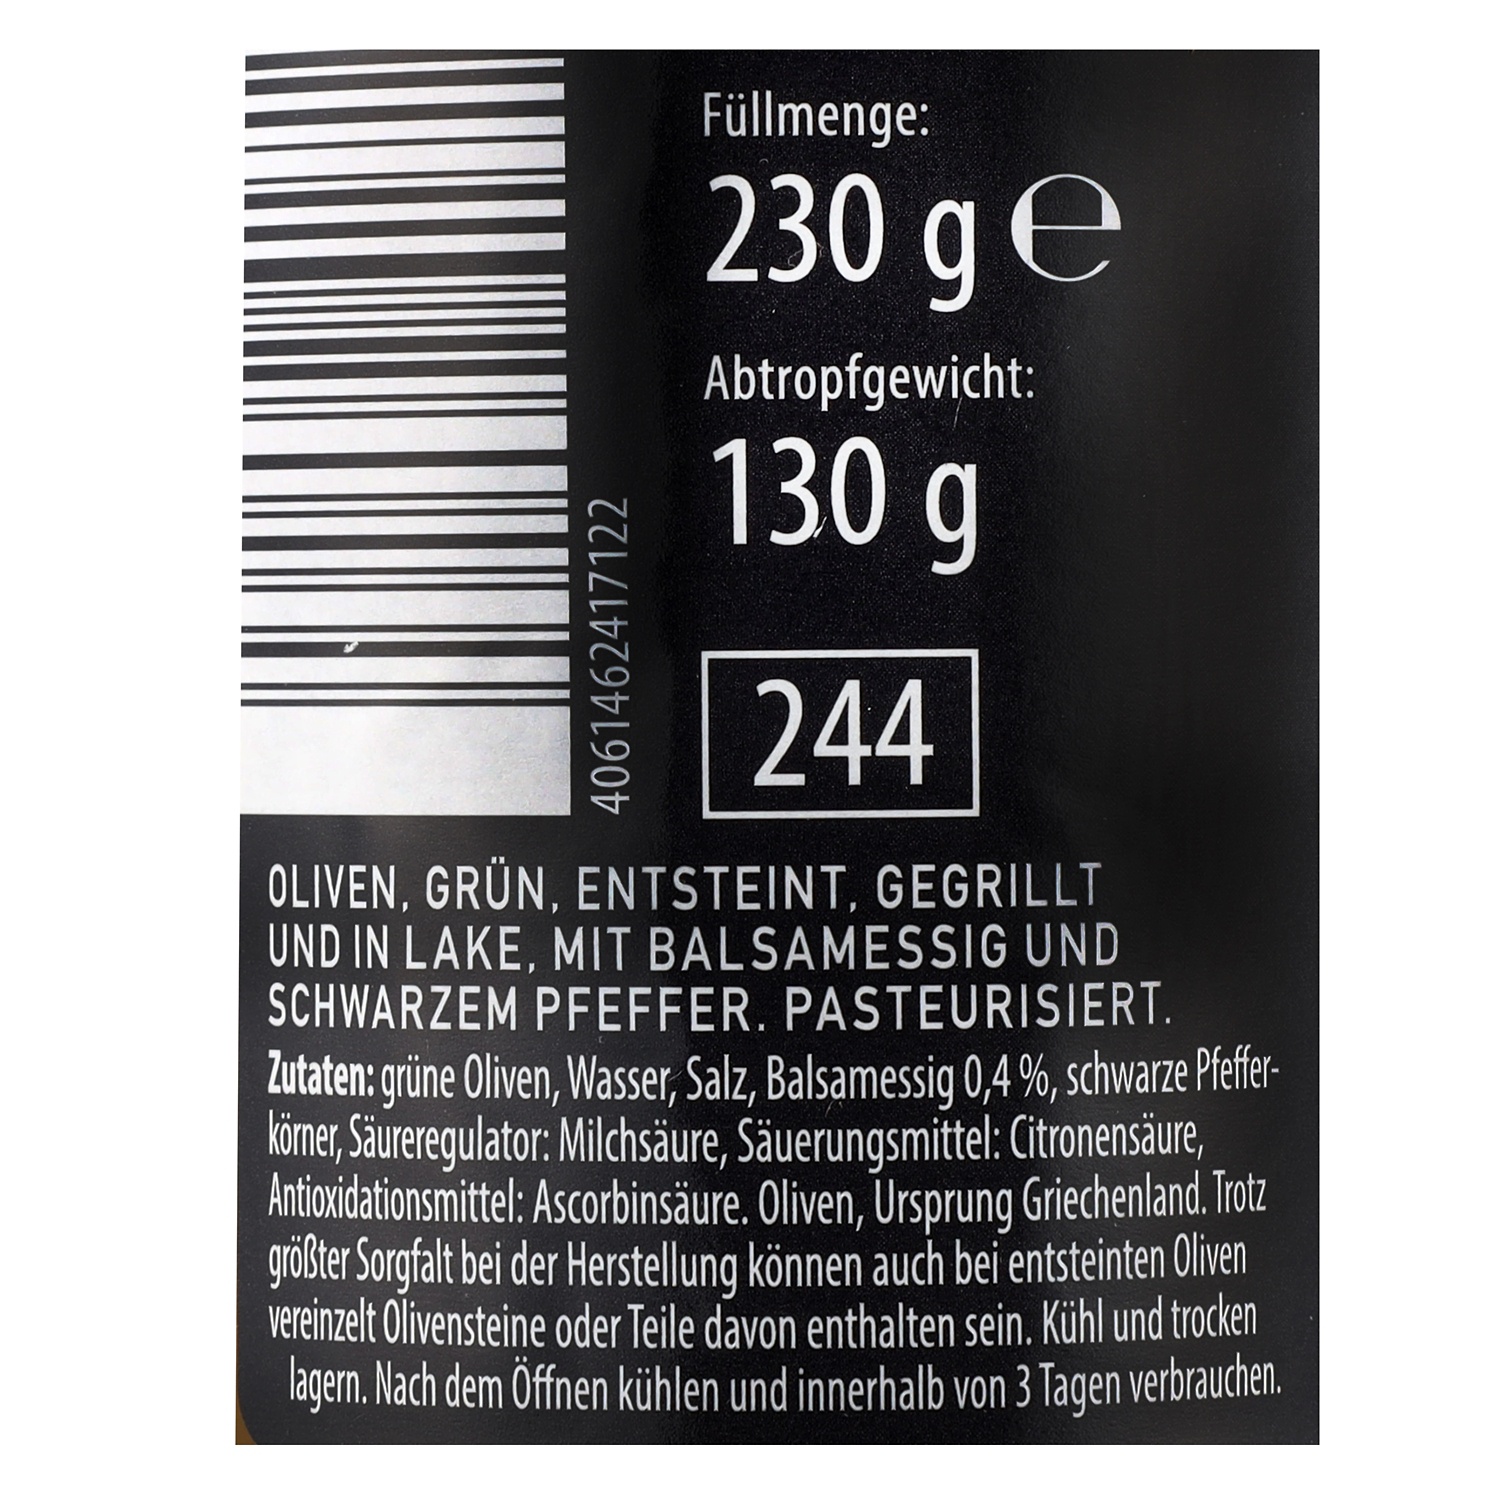 Füllmenge:
230 g ℮
Abtropfgewicht:
130 g
4061462417122
244
OLIVEN, GRÜN, ENTSTEINT, GEGRILLT
UND IN LAKE, MIT BALSAMESSIG UND
SCHWARZEM PFEFFER. PASTEURISIERT.
Zutaten: grüne Oliven, Wasser, Salz, Balsamessig 0,4 %, schwarze Pfeffer-
körner, Säureregulator: Milchsäure, Säuerungsmittel: Citronensäure,
Antioxidationsmittel: Ascorbinsäure. Oliven, Ursprung Griechenland. Trotz
größter Sorgfalt bei der Herstellung können auch bei entsteinten Oliven
vereinzelt Olivensteine oder Teile davon enthalten sein. Kühl und trocken
lagern. Nach dem Öffnen kühlen und innerhalb von 3 Tagen verbrauchen.